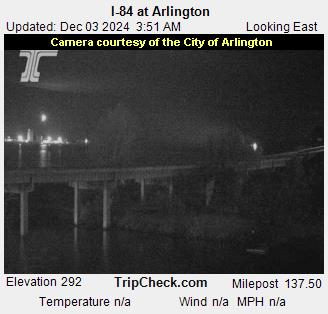 I-84 at Arlington
Updated: Dec 03 2024 3:51 AM Looking East
Camera courtesy of the City of Arlington
Elevation 292 TripCheck.com Milepost 137.50
Temperature n/a Wind n/a MPH n/a